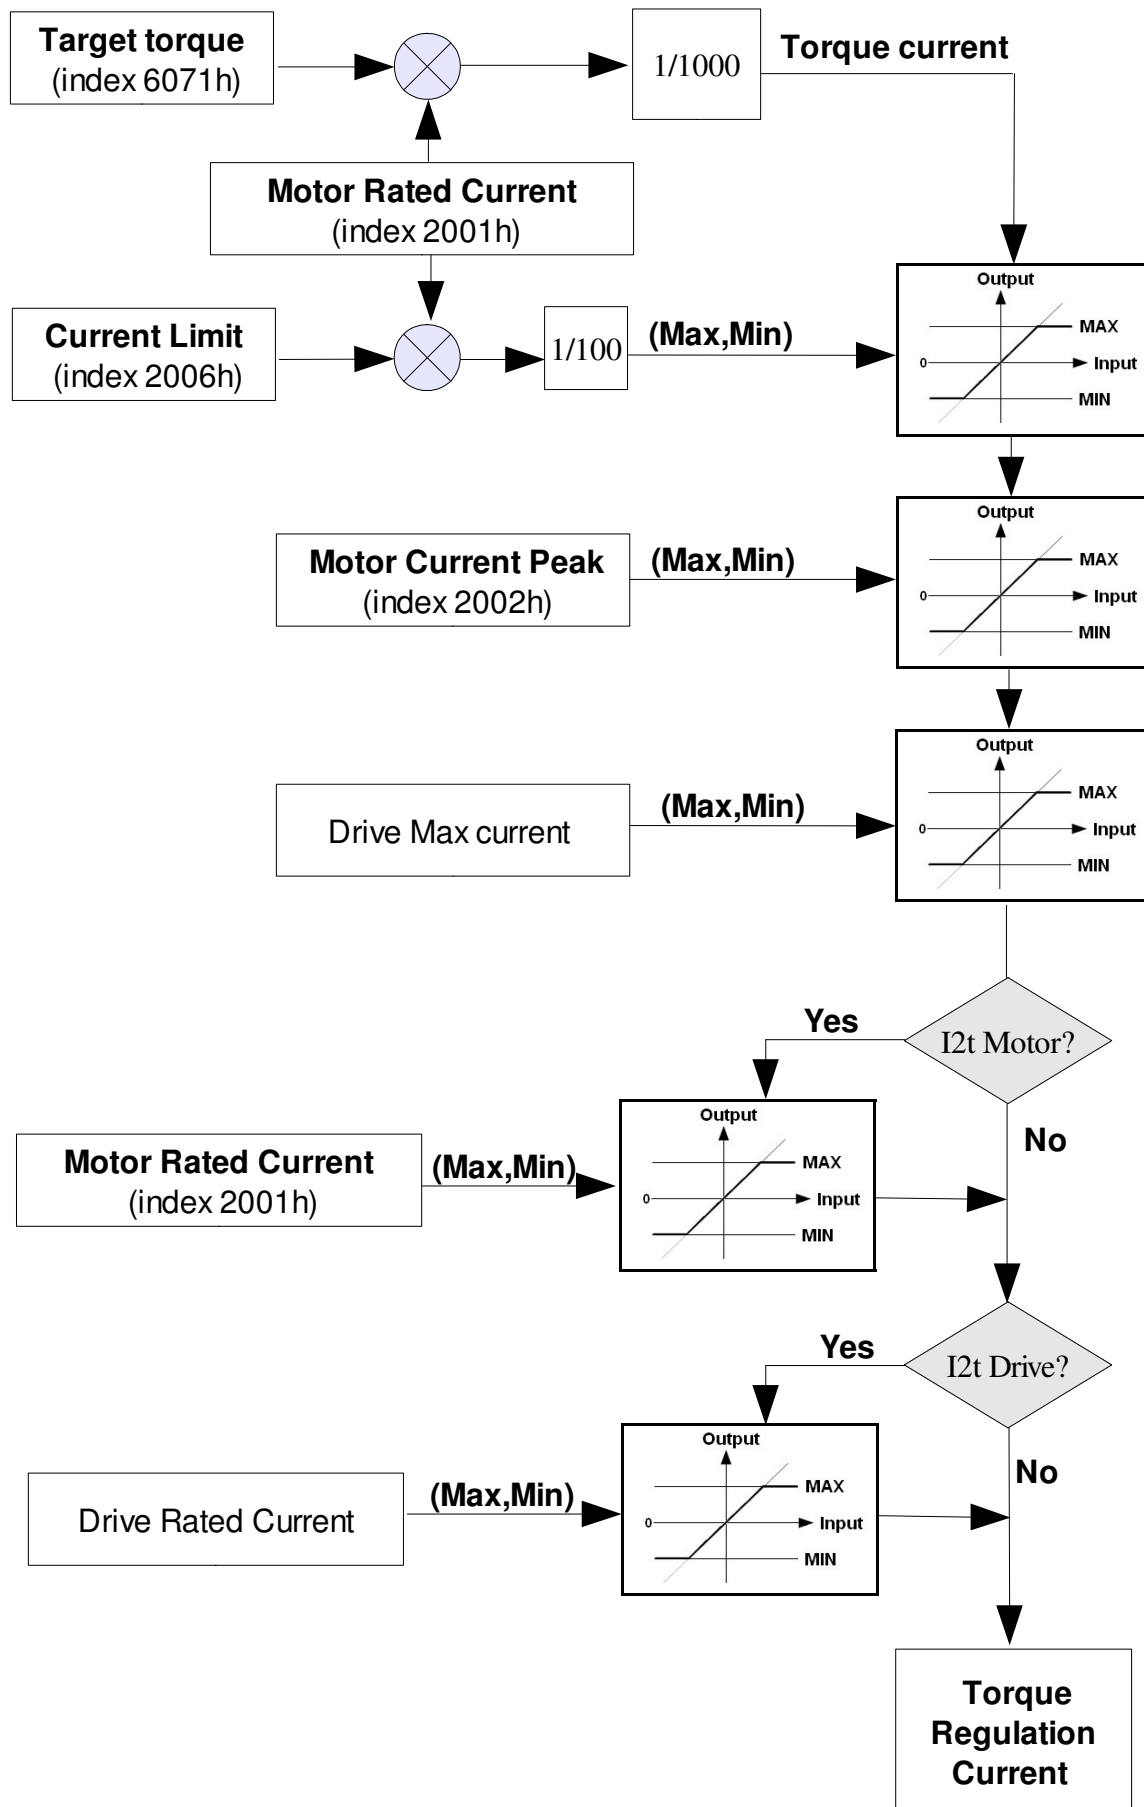 Target torque
(index 6071h)
1/1000
Torque current
Motor Rated Current
(index 2001h)
Current Limit
(index 2006h)
1/100
(Max,Min)
Output
MAX
0
Input
MIN
Motor Current Peak
(index 2002h)
(Max,Min)
Output
MAX
0
Input
MIN
Drive Max current
(Max,Min)
Output
MAX
0
Input
MIN
I2t Motor?
Yes
No
Motor Rated Current
(index 2001h)
(Max,Min)
Output
MAX
0
Input
MIN
I2t Drive?
Yes
No
Drive Rated Current
(Max,Min)
Output
MAX
0
Input
MIN
Torque
Regulation
Current